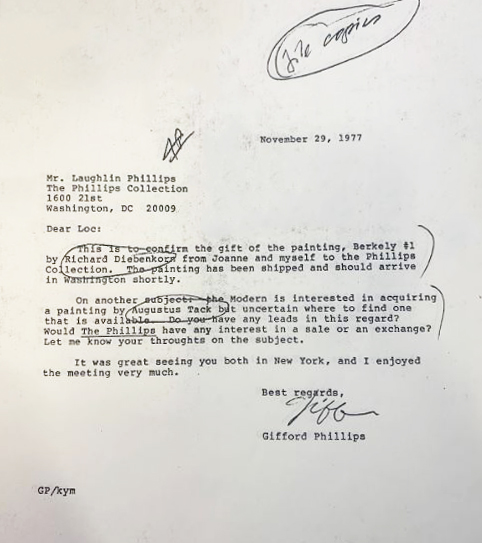 file copies
November 29, 1977
Mr. Laughlin Phillips
The Phillips Collection
1600 21st
Washington, DC 20009
Dear Loc:
This is to confirm the gift of the painting, Berkely #1
by Richard Diebenkorn from Joanne and myself to the Phillips
Collection. The painting has been shipped and should arrive
in Washington shortly.
On another subject: the Modern is interested in acquiring
a painting by Augustus Tack but uncertain where to find one
that is available. Do you have any leads in this regard?
Would The Phillips have any interest in a sale or an exchange?
Let me know your throughts on the subject.
It was great seeing you both in New York, and I enjoyed
the meeting very much.
Best regards,
Giff
Gifford Phillips
GP/kym